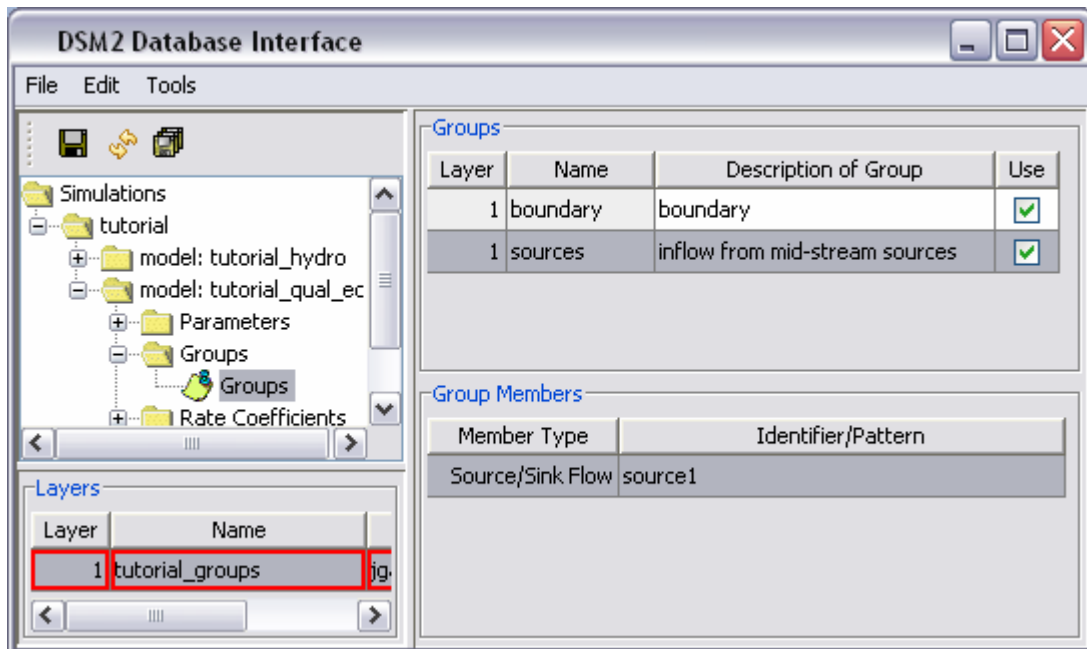 DSM2 Database Interface
File Edit Tools
Simulations
tutorial
model: tutorial_hydro
model: tutorial_qual_ec
Parameters
Groups
Groups
Rate Coefficients
Layers
Layer Name
1 tutorial_groups
Groups
Layer Name Description of Group Use
1 boundary boundary
1 sources inflow from mid-stream sources
Group Members
Member Type Identifier/Pattern
Source/Sink Flow source1